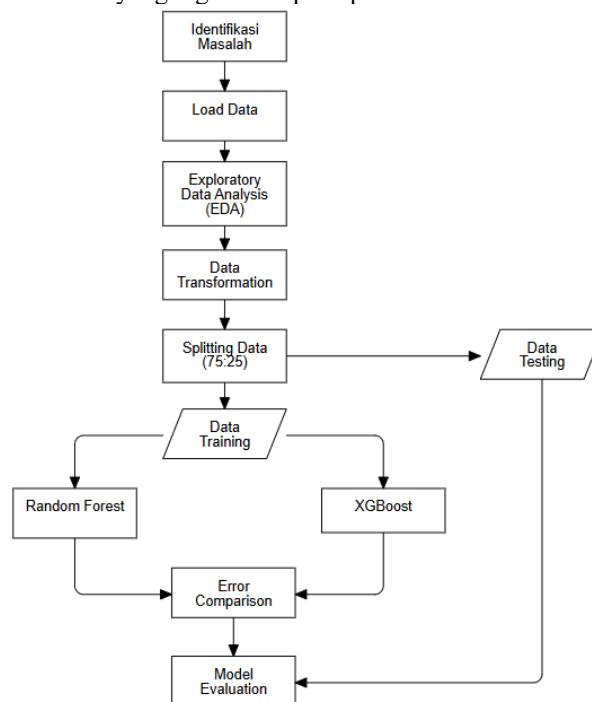 Identifikasi
Masalah
Load Data
Exploratory
Data Analysis
(EDA)
Data
Transformation
Splitting Data
(75:25)
Data
Testing
Data
Training
Random Forest
XGBoost
Error
Comparison
Model
Evaluation